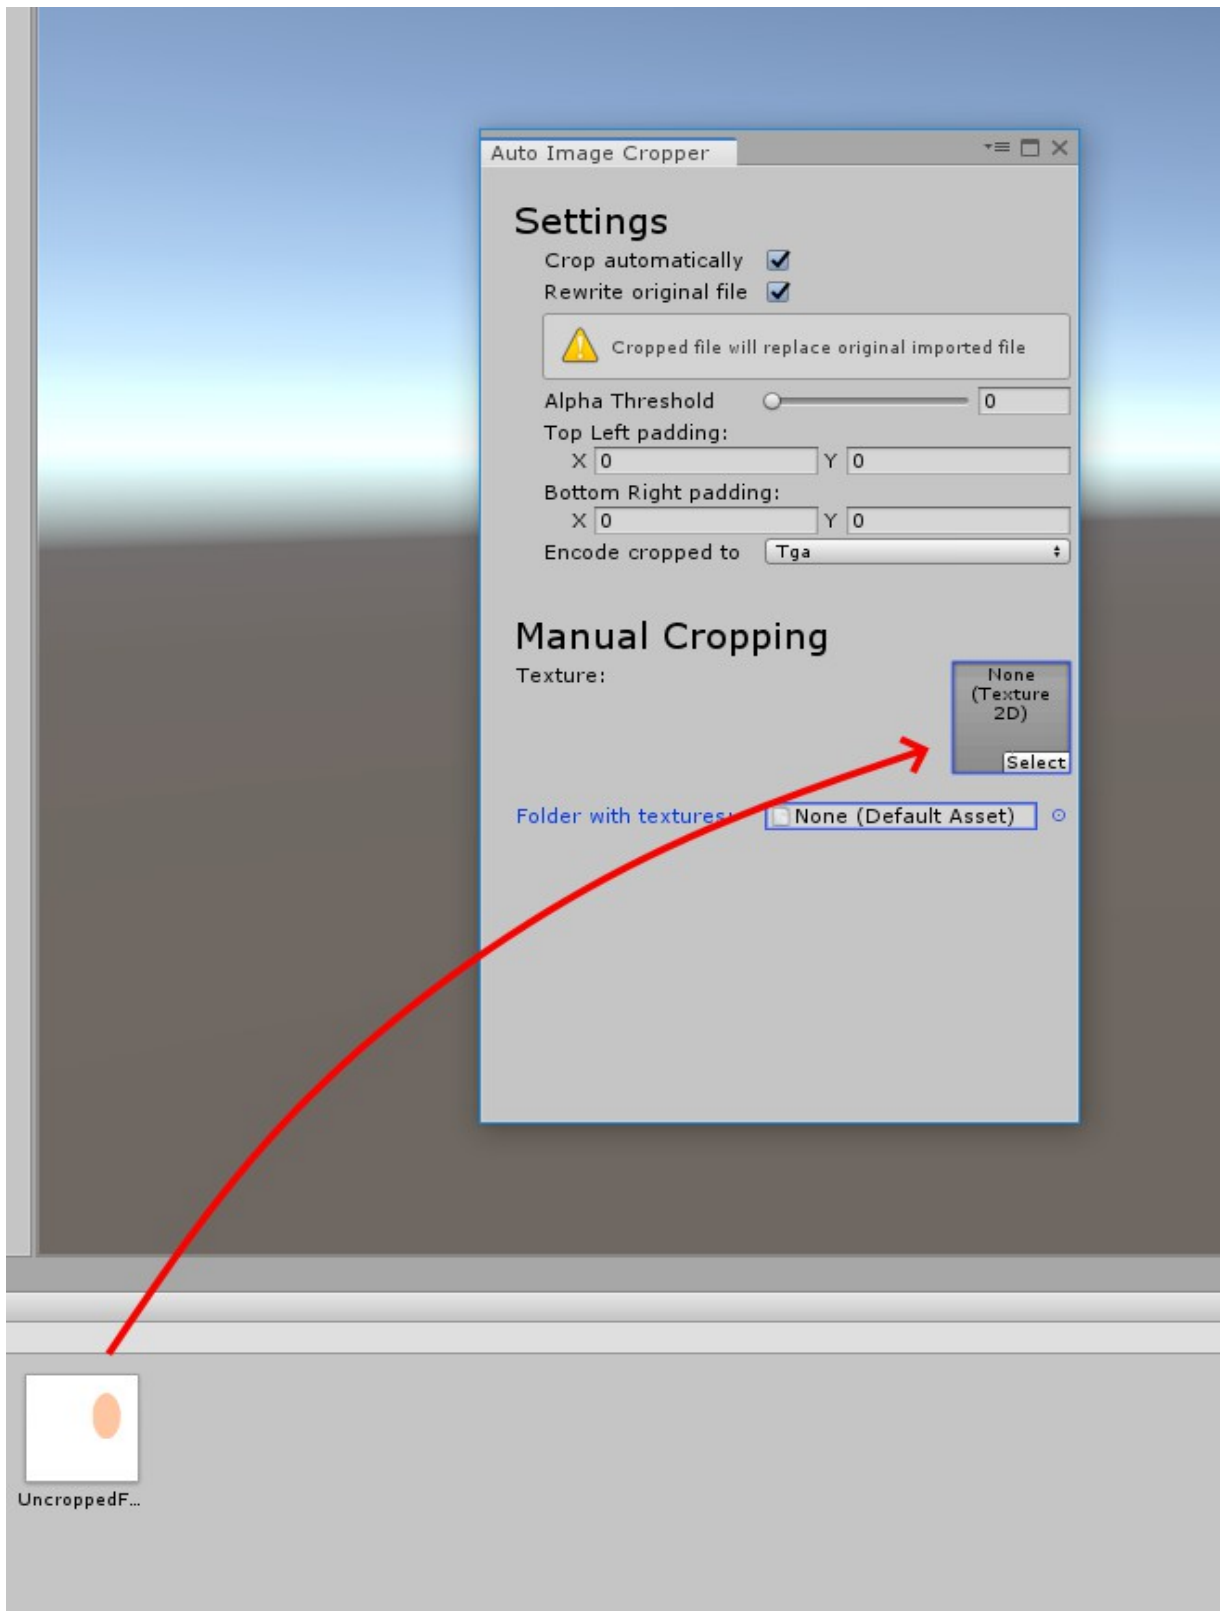 Auto Image Cropper
Settings
Crop automatically
Rewrite original file
Cropped file will replace original imported file
Alpha Threshold 0
Top Left padding:
X 0 Y 0
Bottom Right padding:
X 0 Y 0
Encode cropped to Tga
Manual Cropping
Texture:
None
(Texture
2D)
Select
Folder with textures: None (Default Asset)
UncroppedF...